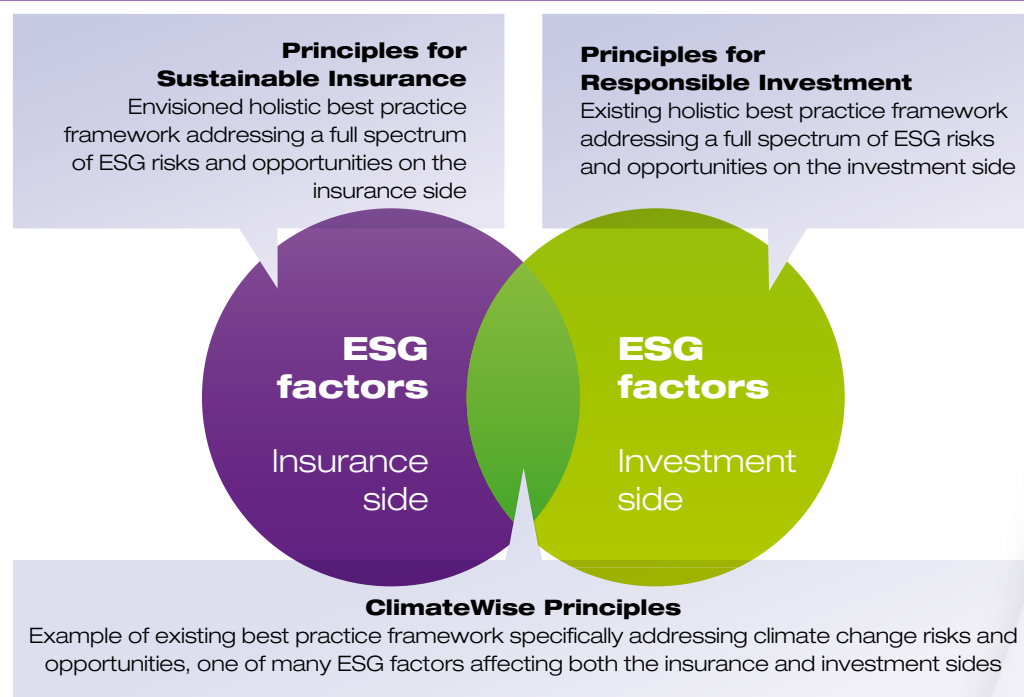 Principles for
Sustainable Insurance
Envisioned holistic best practice
framework addressing a full spectrum
of ESG risks and opportunities on the
insurance side
Principles for
Responsible Investment
Existing holistic best practice framework
addressing a full spectrum of ESG risks
and opportunities on the investment side
ESG
factors
Insurance
side
ESG
factors
Investment
side
ClimateWise Principles
Example of existing best practice framework specifically addressing climate change risks and
opportunities, one of many ESG factors affecting both the insurance and investment sides